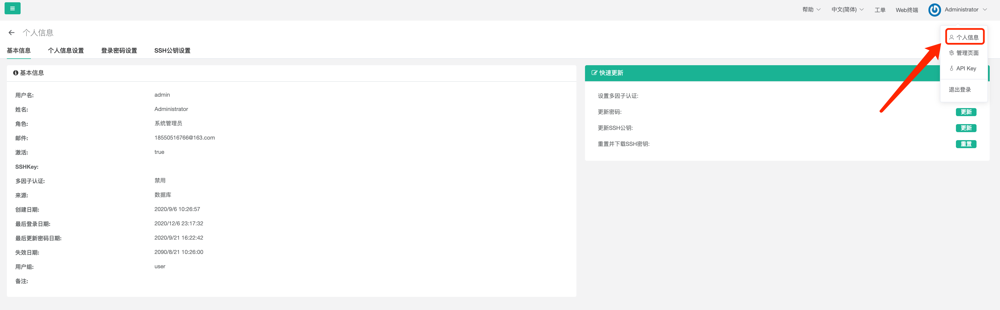 帮助
中文(简体)
工单
Web终端
Administrator
个人信息
个人信息
管理页面
API Key
退出登录
基本信息
个人信息设置
登录密码设置
SSH公钥设置
基本信息
用户名: admin
姓名: Administrator
角色: 系统管理员
邮件: 18550516766@163.com
激活: true
SSHKey:
多因子认证: 禁用
来源: 数据库
创建日期: 2020/9/6 10:26:57
最后登录日期: 2020/12/6 23:17:32
最后更新密码日期: 2020/9/21 16:22:42
失效日期: 2090/8/21 10:26:00
用户组: user
备注:
快速更新
设置多因子认证:
更新密码: 更新
更新SSH公钥: 更新
重置并下载SSH密钥: 重置